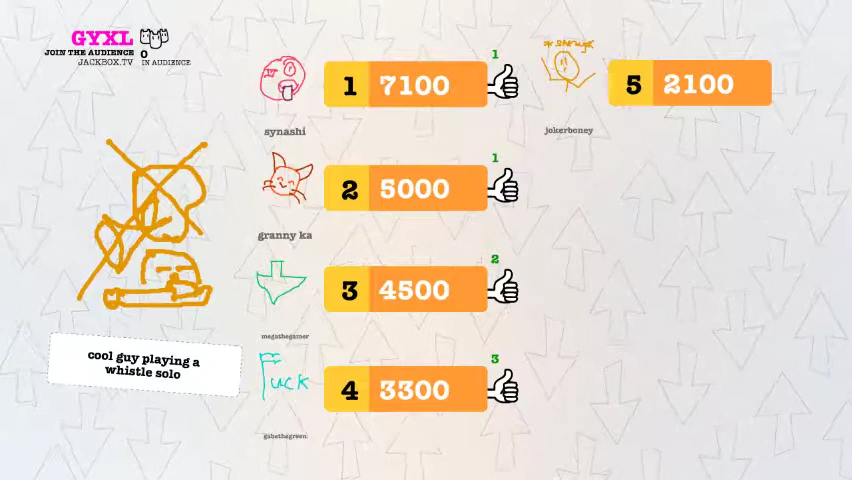 GYXL
JOIN THE AUDIENCE
JACKBOX.TV
0
IN AUDIENCE
cool guy playing a
whistle solo
1 7100
1
synashi
2 5000
1
granny ka
3 4500
2
megathegamer
Fuck
4 3300
3
gabethegreen
5 2100
jokerboney